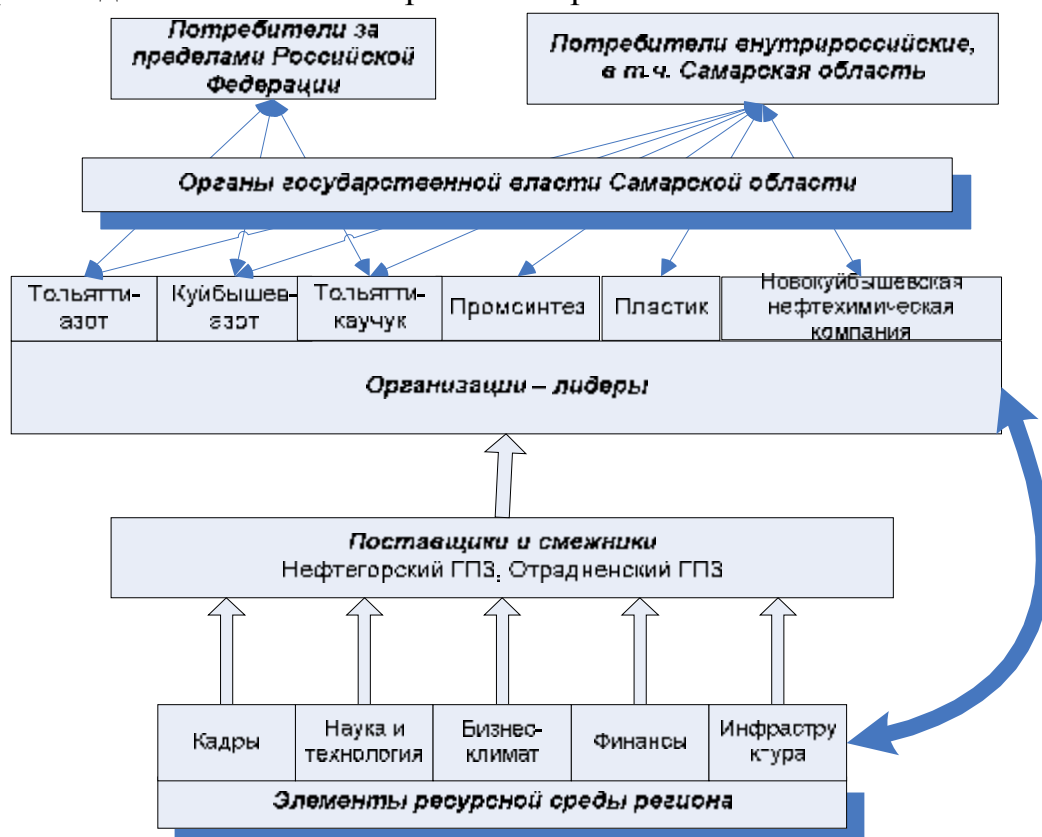 Потребители за
пределами Российской
Федерации
Потребители внутрироссийские,
в т.ч. Самарская область
Органы государственной власти Самарской области
Тольятти-
азот
Куйбышев-
азот
Тольятти-
каучук
Промсинтез
Пластик
Новокуйбышевская
нефтехимическая
компания
Организации – лидеры
Поставщики и смежники
Нефтегорский ГПЗ, Отрадненский ГПЗ
Кадры
Наука и
технология
Бизнес-
климат
Финансы
Инфрастру
ктура
Элементы ресурсной среды региона